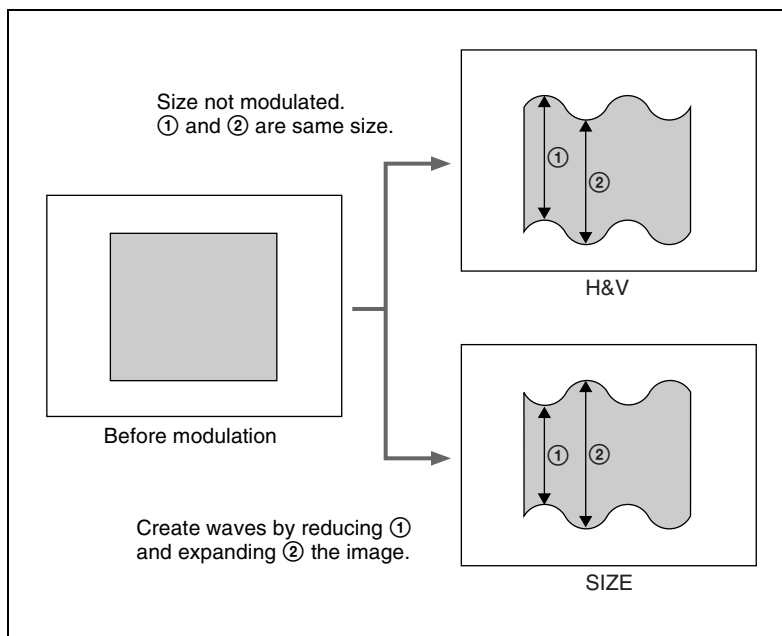 Size not modulated.
① and ② are same size.
①
②
H&V
Before modulation
①
②
Create waves by reducing ①
and expanding ② the image.
SIZE